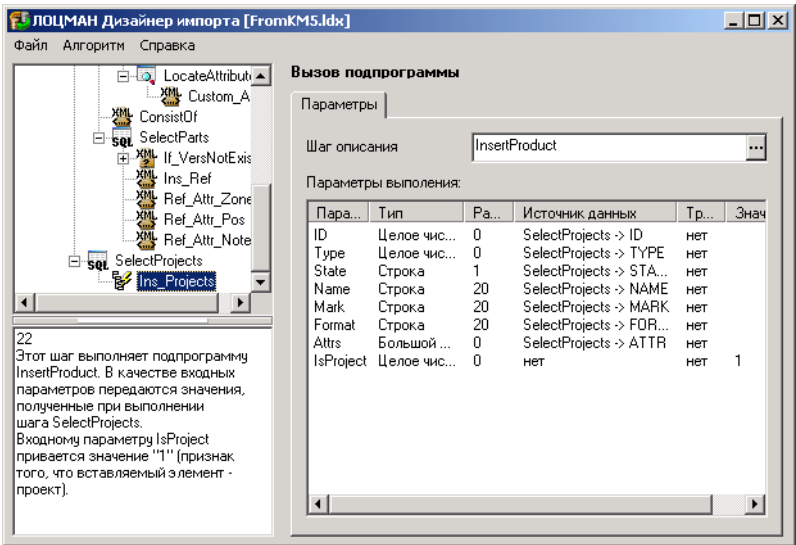 ЛОЦМАН Дизайнер импорта [FromKM5.ldx]
Файл Алгоритм Справка
LocateAttribut
Custom_A
ConsistOf
SelectParts
If_VersNotExis
Ins_Ref
Ref_Attr_Zone
Ref_Attr_Pos
Ref_Attr_Note
SelectProjects
Ins_Projects
22
Этот шаг выполняет подпрограмму
InsertProduct. В качестве входных
параметров передаются значения,
полученные при выполнении
шага SelectProjects.
Входному параметру IsProject
привается значение "1" (признак
того, что вставляемый элемент -
проект).
Вызов подпрограммы
Параметры
Шаг описания InsertProduct ...
Параметры выполения:
Пара... Тип Ра... Источник данных Тр... Знач
ID Целое чис... 0 SelectProjects -> ID нет
Type Целое чис... 0 SelectProjects -> TYPE нет
State Строка 1 SelectProjects -> STA... нет
Name Строка 20 SelectProjects -> NAME нет
Mark Строка 20 SelectProjects -> MARK нет
Format Строка 20 SelectProjects -> FOR... нет
Attrs Большой ... 0 SelectProjects -> ATTR нет
IsProject Целое чис... 0 нет нет 1